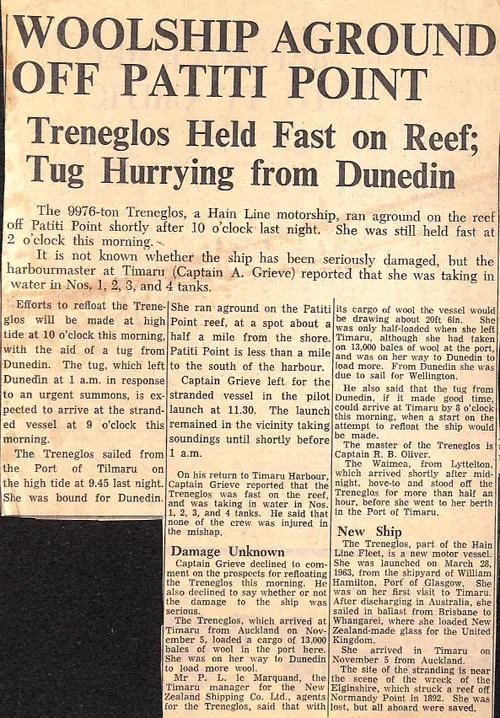 WOOLSHIP AGROUND
OFF PATITI POINT
Treneglos Held Fast on Reef;
Tug Hurrying from Dunedin
The 9976-ton Treneglos, a Hain Line motorship, ran aground on the reef
off Patiti Point shortly after 10 o'clock last night. She was still held fast at
2 o'clock this morning.
It is not known whether the ship has been seriously damaged, but the
harbourmaster at Timaru (Captain A. Grieve) reported that she was taking in
water in Nos. 1, 2, 3, and 4 tanks.
Efforts to refloat the Trene-
glos will be made at high
tide at 10 o'clock this morning,
with the aid of a tug from
Dunedin. The tug, which left
Dunedin at 1 a.m. in response
to an urgent summons, is ex-
pected to arrive at the strand-
ed vessel at 9 o'clock this
morning.
The Treneglos sailed from
the Port of Tilmaru on
the high tide at 9.45 last night.
She was bound for Dunedin.
She ran aground on the Patiti
Point reef, at a spot about a
half a mile from the shore.
Patiti Point is less than a mile
to the south of the harbour.
Captain Grieve left for the
stranded vessel in the pilot
launch at 11.30. The launch
remained in the vicinity taking
soundings until shortly before
1 a.m.
On his return to Timaru Harbour,
Captain Grieve reported that the
Treneglos was fast on the reef,
and was taking in water in Nos.
1, 2, 3, and 4 tanks. He said that
none of the crew was injured in
the mishap.
Damage Unknown
Captain Grieve declined to com-
ment on the prospects for refloating
the Treneglos this morning. He
also declined to say whether or not
the damage to the ship was
serious.
The Treneglos, which arrived at
Timaru from Auckland on Nov-
ember 5, loaded a cargo of 13,000
bales of wool in the port here.
She was on her way to Dunedin
to load more wool.
Mr P. L. le Marquand, the
Timaru manager for the New
Zealand Shipping Co. Ltd., agents
for the Treneglos, said that with
its cargo of wool the vessel would
be drawing about 20ft 6in. She
was only half-loaded when she left
Timaru, although she had taken
on 13,000 bales of wool at the port,
and was on her way to Dunedin to
load more. From Dunedin she was
due to sail for Wellington.
He also said that the tug from
Dunedin, if it made good time,
could arrive at Timaru by 8 o'clock
this morning, when a start on the
attempt to refloat the ship would
be made.
The master of the Treneglos is
Captain R. B. Oliver.
The Waimea, from Lyttelton,
which arrived shortly after mid-
night, hove-to and stood off the
Treneglos for more than half an
hour, before she went to her berth
in the Port of Timaru.
New Ship
The Treneglos, part of the Hain
Line Fleet, is a new motor vessel.
She was launched on March 28,
1963, from the shipyard of William
Hamilton, Port of Glasgow. She
was on her first visit to Timaru.
After discharging in Australia, she
sailed in ballast from Brisbane to
Whangarei, where she loaded New
Zealand-made glass for the United
Kingdom.
She arrived in Timaru on
November 5 from Auckland.
The site of the stranding is near
the scene of the wreck of the
Elginshire, which struck a reef off
Normandy Point in 1892. She was
lost, but all aboard were saved.